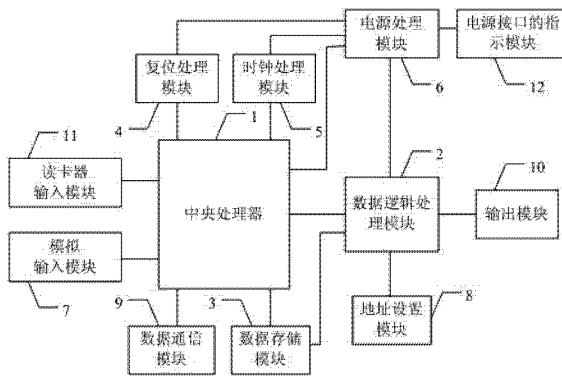 电源处理
模块
电源接口的指
示模块
复位处理
模块
时钟处理
模块
6
12
4
1
5
11
2
10
读卡器
输入模块
中央处理器
数据逻辑处
理模块
输出模块
模拟
输入模块
7
9
3
8
数据通信
模块
数据存储
模块
地址设置
模块